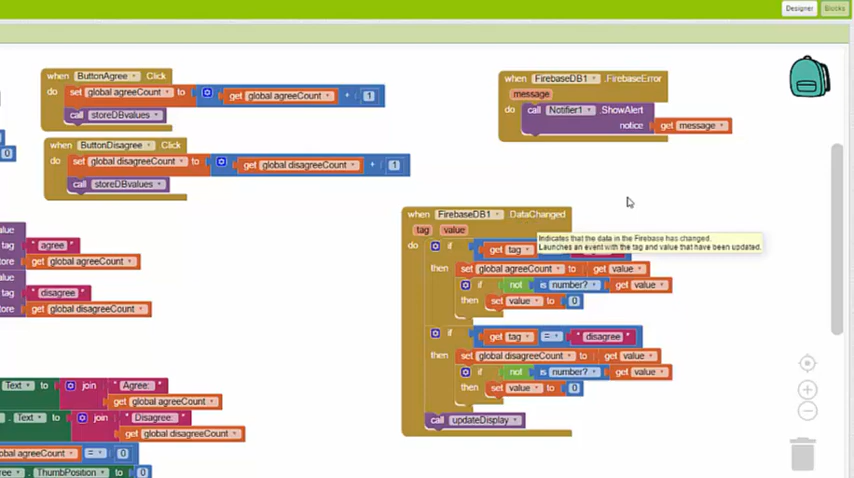 Designer Blocks
when ButtonAgree .Click
do set global agreeCount to get global agreeCount + 1
call storeDBvalues
when ButtonDisagree .Click
do set global disagreeCount to get global disagreeCount + 1
call storeDBvalues
0
when FirebaseDB1 .FirebaseError
message
do call Notifier1 .ShowAlert
notice get message
when FirebaseDB1 .DataChanged
tag value
do if get tag
Indicates that the data in the Firebase has changed.
Launches an event with the tag and value that have been updated.
then set global agreeCount to get value
if not is number? get value
then set value to 0
if get tag = " disagree "
then set global disagreeCount to get value
if not is number? get value
then set value to 0
call updateDisplay
alue
tag " agree "
ore get global agreeCount
alue
tag " disagree "
ore get global disagreeCount
Text to join " Agree: "
get global agreeCount
. Text to join " Disagree: "
get global disagreeCount
obal agreeCount = 0
ree . ThumbPosition to 0